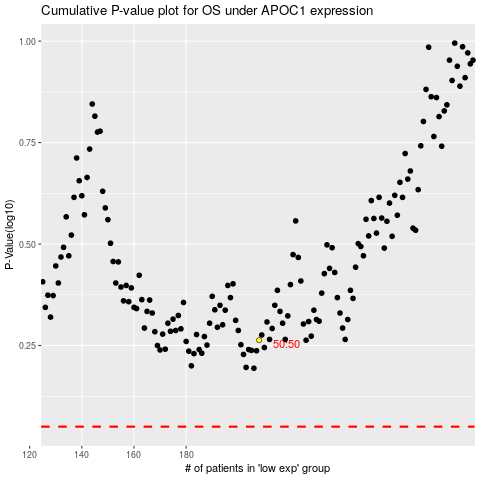 Cumulative P-value plot for OS under APOC1 expression
P-Value(log10)
1.00
0.75
0.50
0.25
50:50
120 140 160 180
# of patients in 'low exp' group